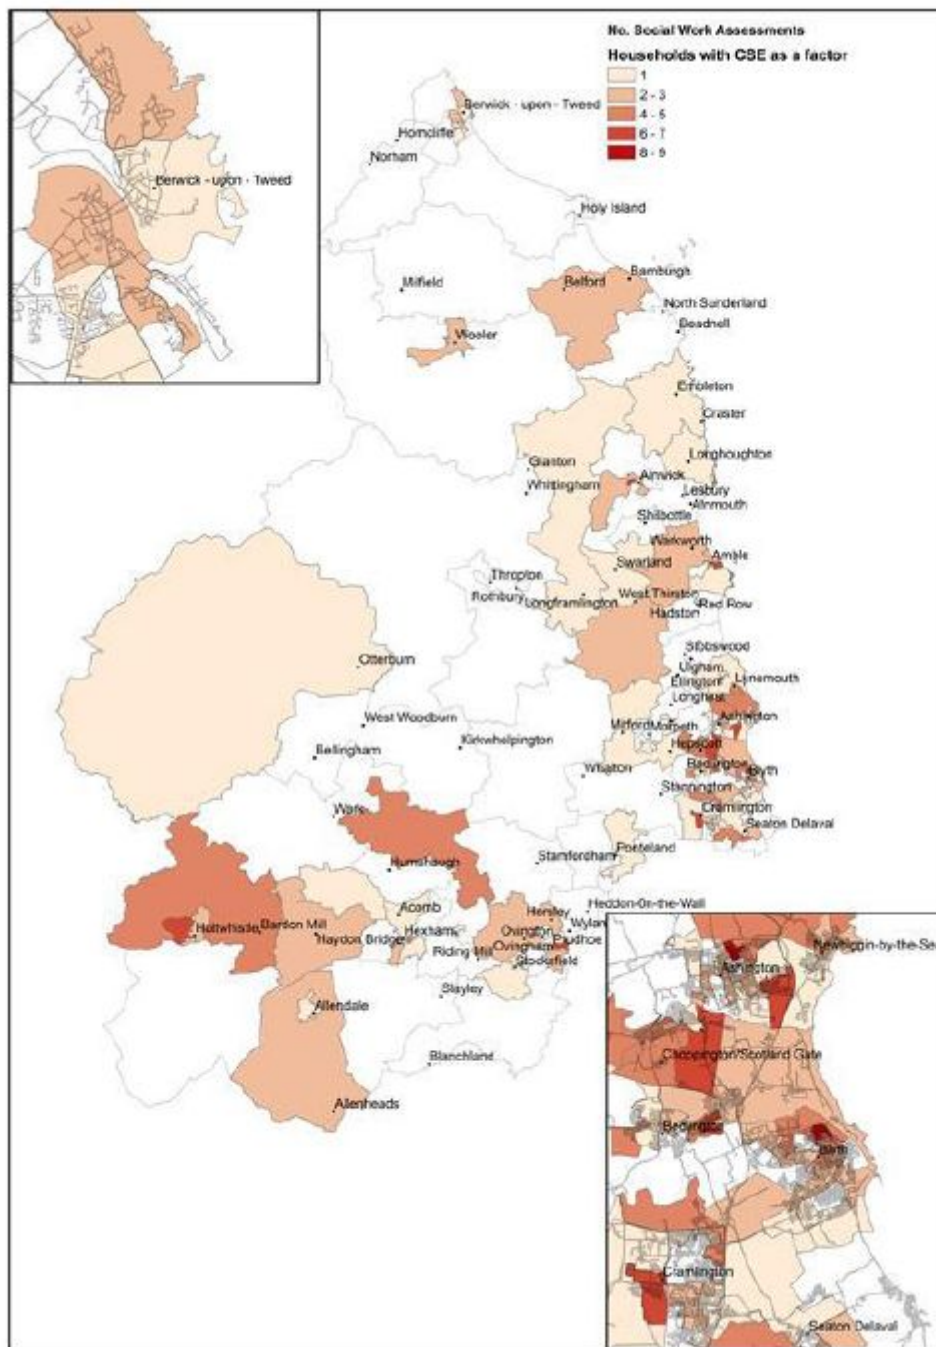 No. Social Work Assessments
Households with CSE as a factor
1
2 - 3
4 - 5
6 - 7
8 - 9
Berwick - upon - Tweed
Berwick - upon - Tweed
Horncliffe
Norham
Holy Island
Milfield
Belford
Bamburgh
North Sunderland
Beadnell
Wooler
Embleton
Craster
Longhoughton
Glanton
Whittingham
Alnwick
Lesbury
Alnmouth
Shilbottle
Warkworth
Amble
Swarland
Thropton
Rothbury
Longframlington
West Thirston
Hadston
Red Row
Stobswood
Ulgham
Ellington
Lynemouth
Longhirst
Otterburn
West Woodburn
Mitford
Morpeth
Ashington
Kirkwhelpington
Hepscott
Bellingham
Bedlington
Blyth
Whalton
Stannington
Wark
Cramlington
Seaton Delaval
Ponteland
Stamfordham
Humshaugh
Heddon-On-the-Wall
Acomb
Horsley
Wylam
Haltwhistle
Bardon Mill
Haydon Bridge
Hexham
Ovington
Prudhoe
Riding Mill
Ovingham
Stocksfield
Slayley
Allendale
Blanchland
Allenheads
Newbiggin-by-the-Se
Ashington
Choppington/Scotland Gate
Bedlington
Blyth
Cramlington
Seaton Delaval